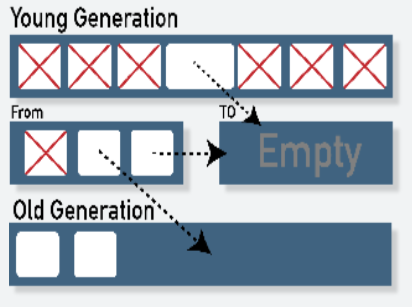 Young Generation
From
TO
Empty
Old Generation